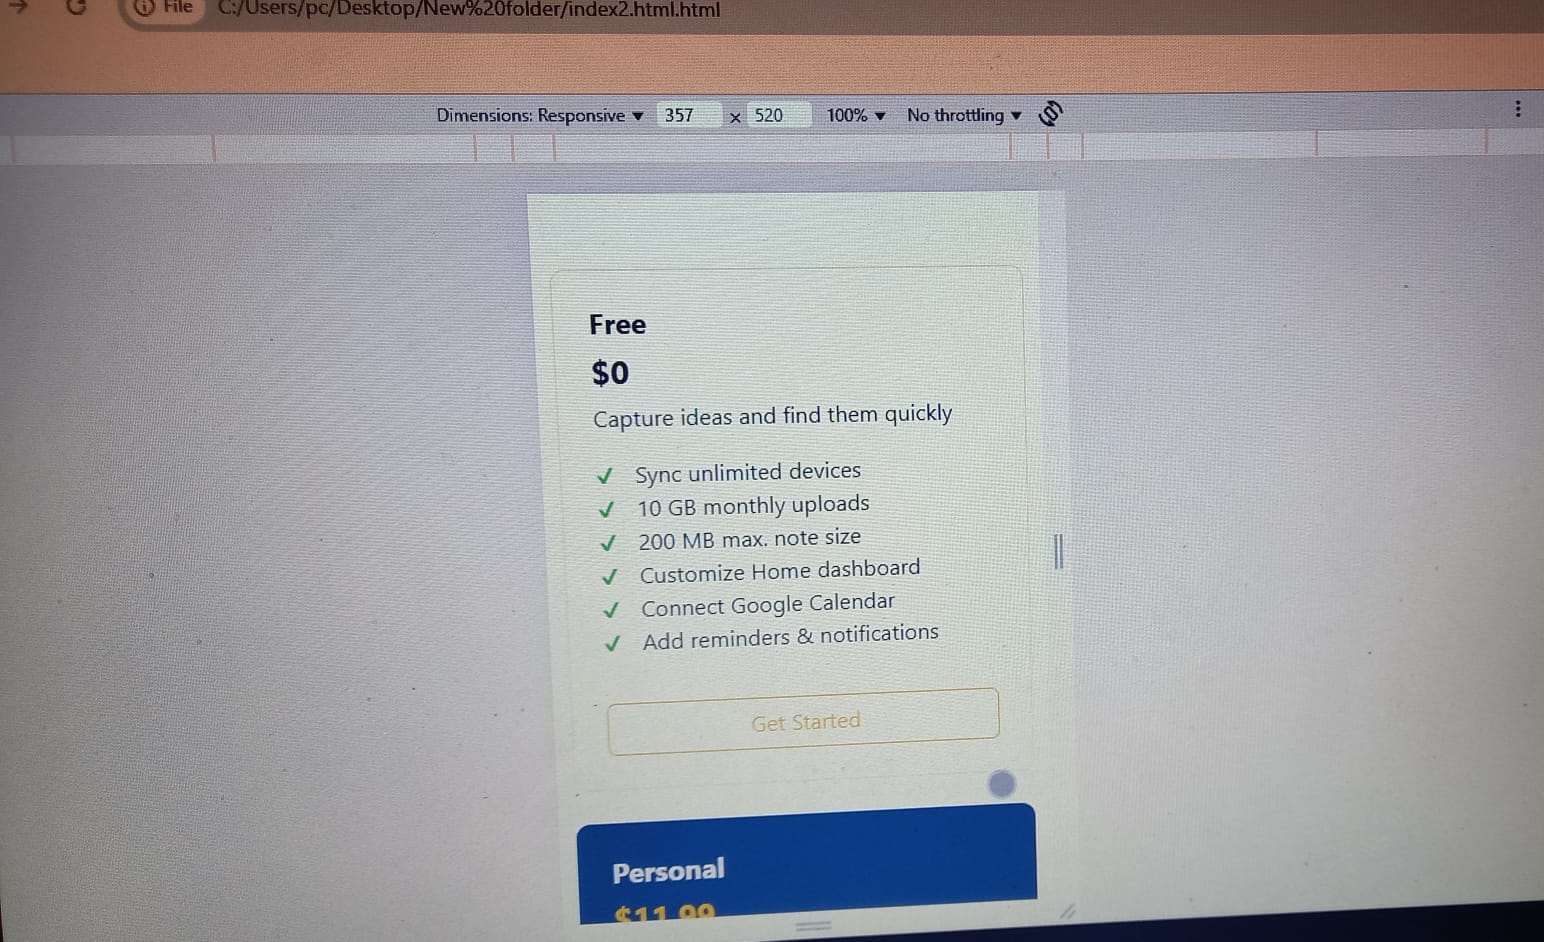 File C:/Users/pc/Desktop/New%20folder/index2.html.html
Dimensions: Responsive 357 x 520 100% No throttling
Free
$0
Capture ideas and find them quickly
Sync unlimited devices
10 GB monthly uploads
200 MB max. note size
Customize Home dashboard
Connect Google Calendar
Add reminders & notifications
Get Started
Personal
$11.99